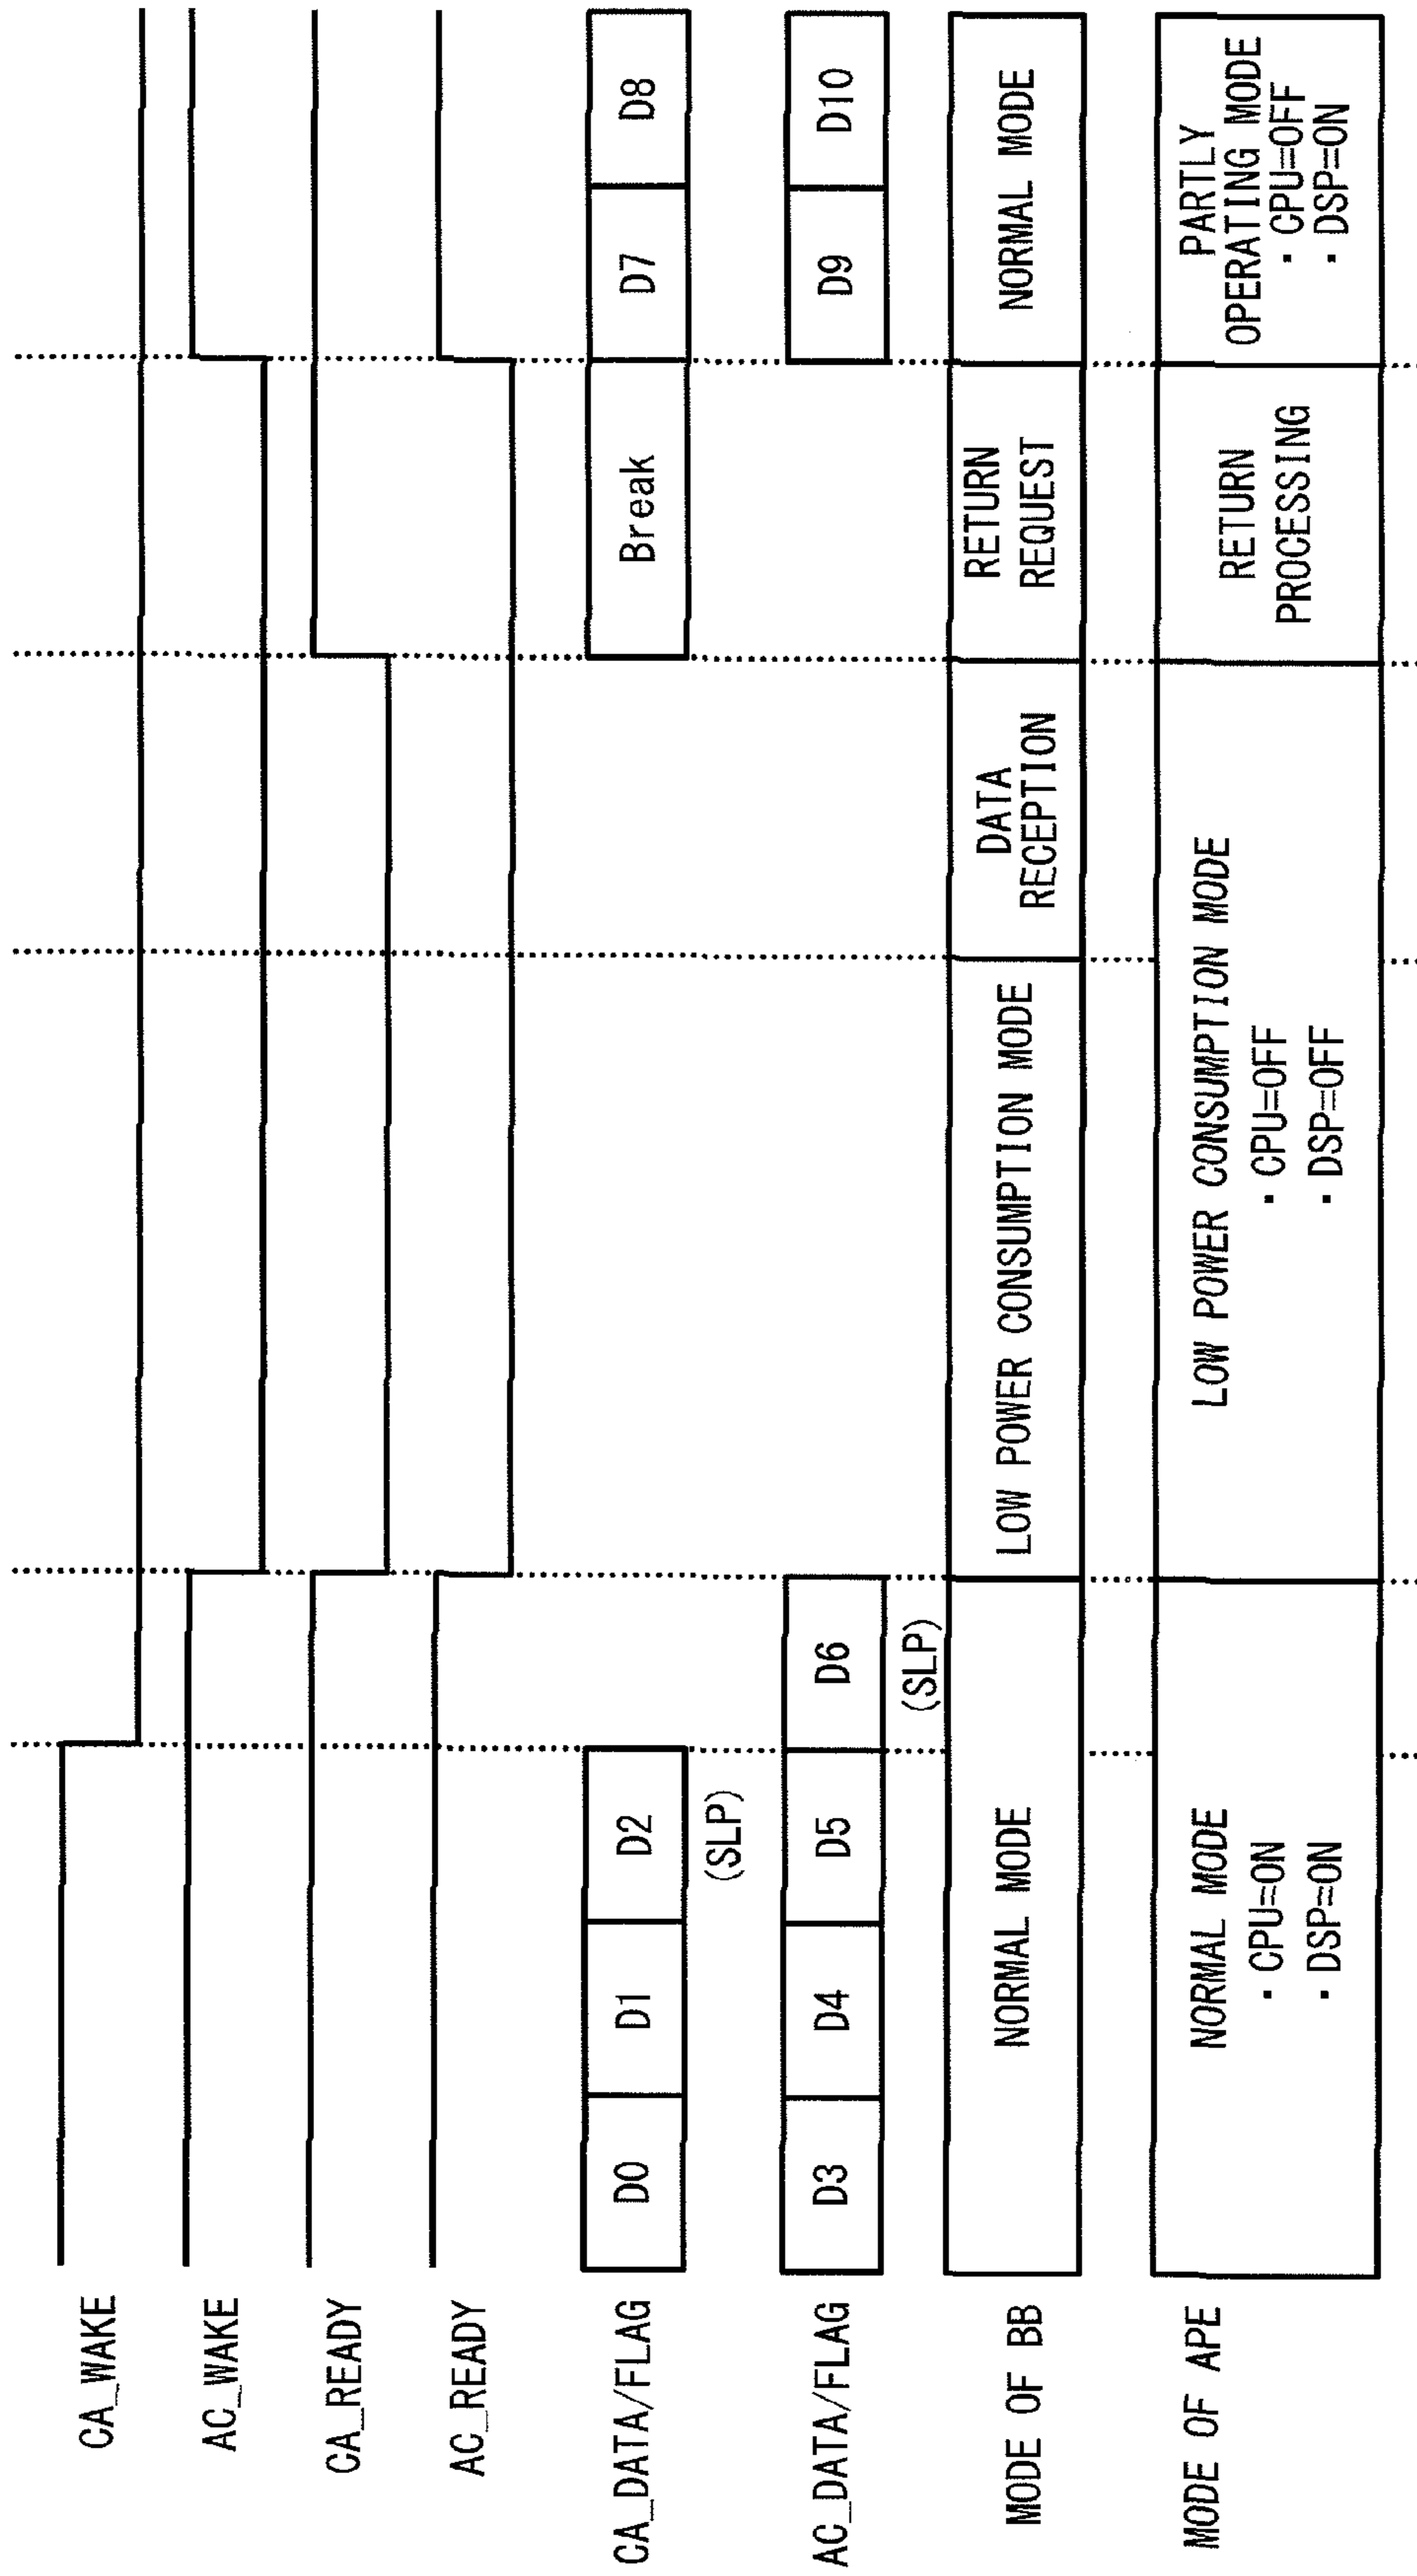 CA_WAKE
AC_WAKE
CA_READY
AC_READY
CA_DATA/FLAG
D0
D1
D2
Break
D7
D8
(SLP)
AC_DATA/FLAG
D3
D4
D5
D6
D9
D10
(SLP)
MODE OF BB
NORMAL MODE
LOW POWER CONSUMPTION MODE
DATA
RECEPTION
RETURN
REQUEST
NORMAL MODE
MODE OF APE
NORMAL MODE
・CPU=ON
・DSP=ON
LOW POWER CONSUMPTION MODE
・CPU=OFF
・DSP=OFF
RETURN
PROCESSING
PARTLY
OPERATING MODE
・CPU=OFF
・DSP=ON